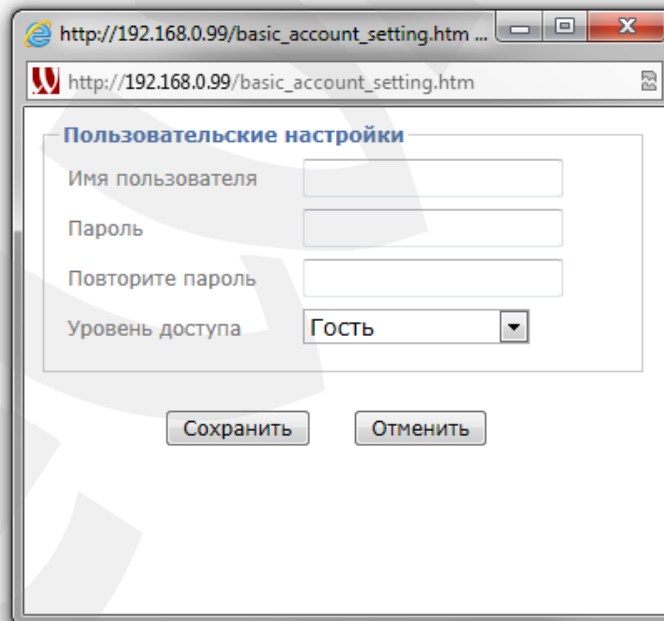 http://192.168.0.99/basic_account_setting.htm ...
http://192.168.0.99/basic_account_setting.htm
Пользовательские настройки
Имя пользователя
Пароль
Повторите пароль
Уровень доступа Гость
Сохранить Отменить